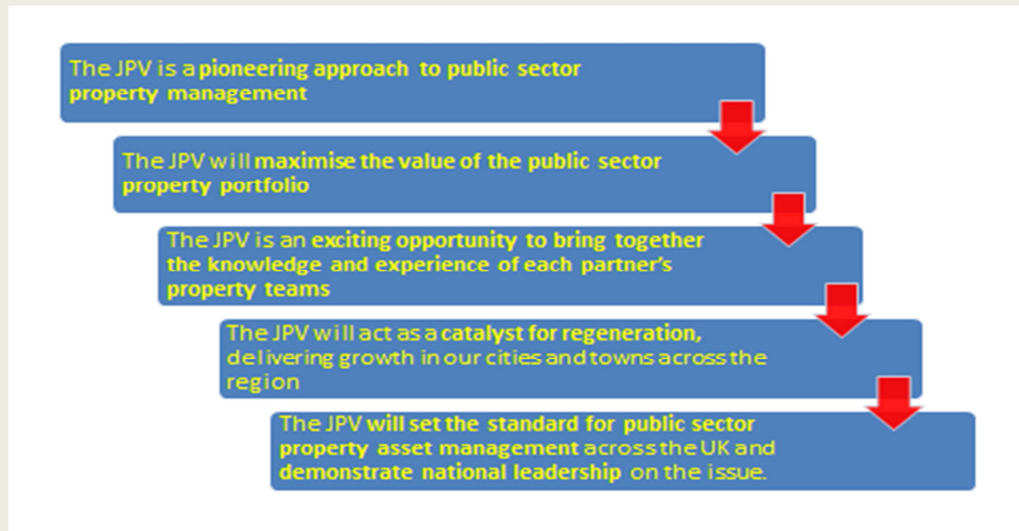 The JPV is a pioneering approach to public sector
property management
The JPV will maximise the value of the public sector
property portfolio
The JPV is an exciting opportunity to bring together
the knowledge and experience of each partner's
property teams
The JPV will act as a catalyst for regeneration,
delivering growth in our cities and towns across the
region
The JPV will set the standard for public sector
property asset management across the UK and
demonstrate national leadership on the issue.